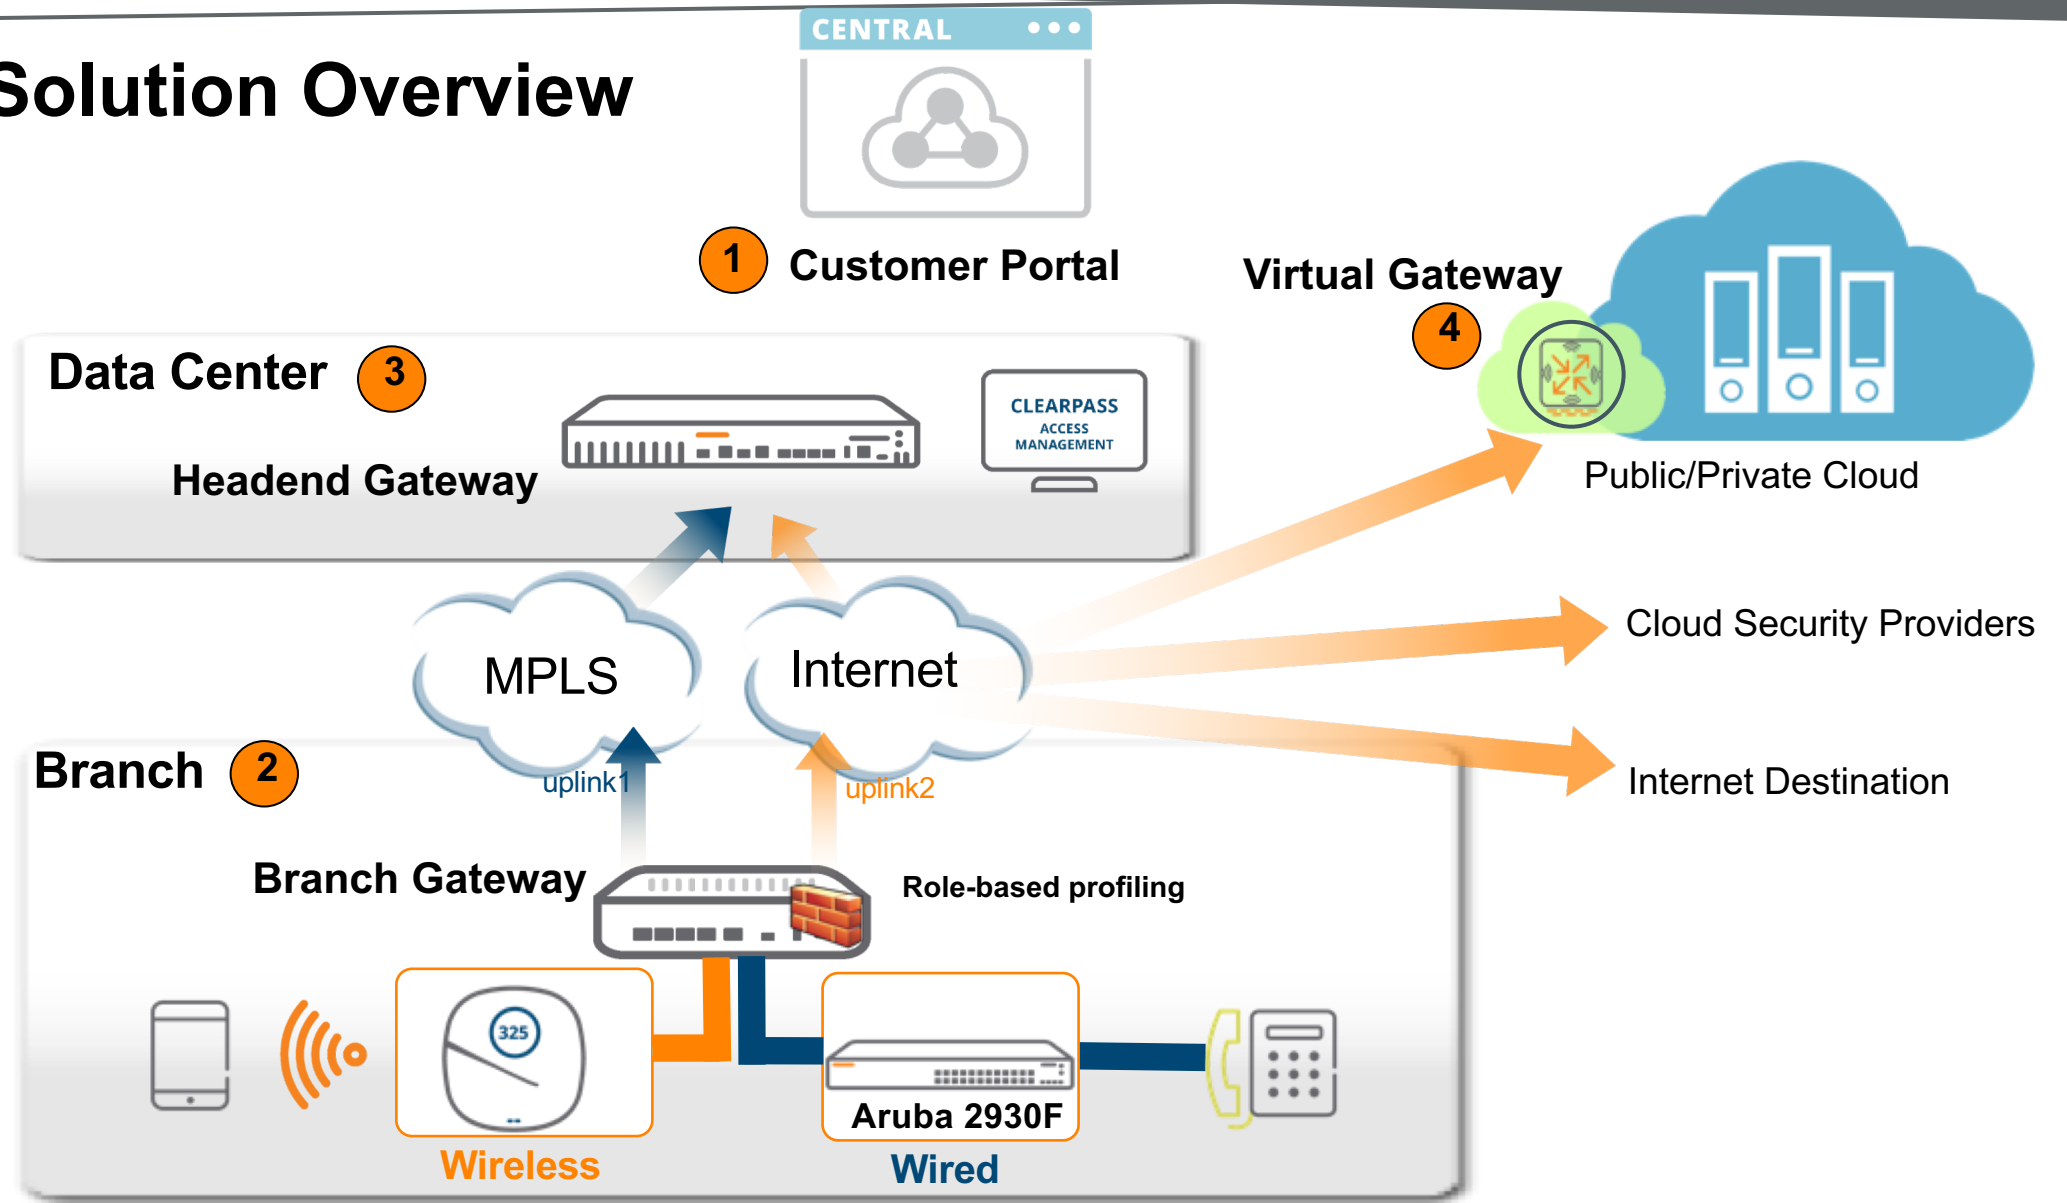 CENTRAL
Solution Overview
1
Customer Portal
Virtual Gateway
4
Data Center
3
CLEARPASS
ACCESS
MANAGEMENT
Headend Gateway
Public/Private Cloud
Cloud Security Providers
MPLS
Internet
Branch
2
uplink1
uplink2
Internet Destination
Branch Gateway
Role-based profiling
325
Aruba 2930F
Wireless
Wired